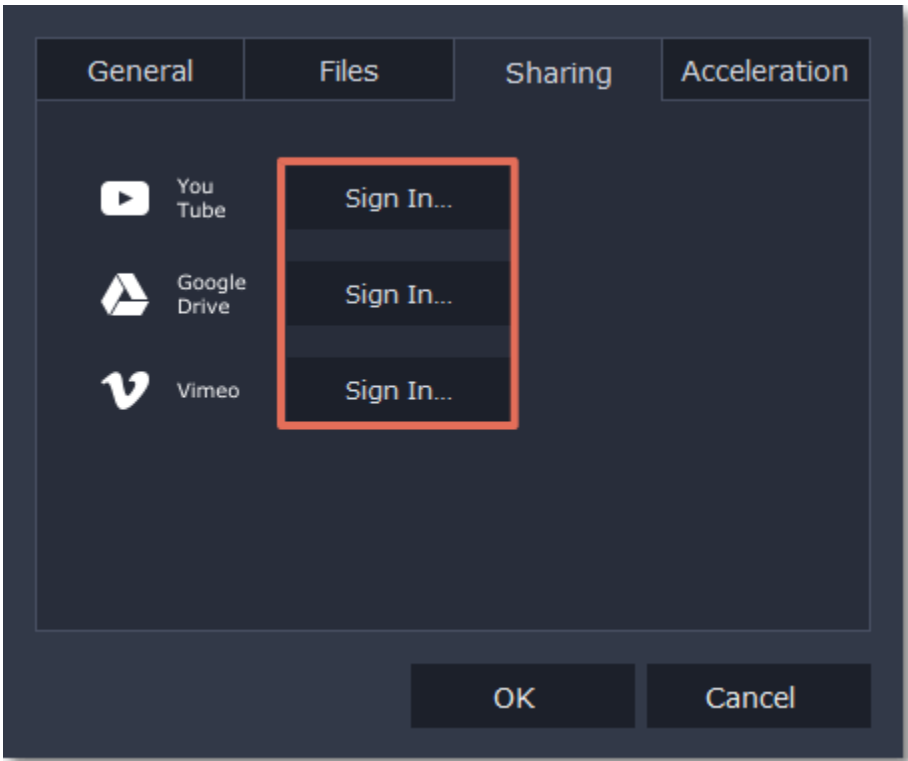 General Files Sharing Acceleration
You
Tube
Sign In...
Google
Drive
Sign In...
Vimeo
Sign In...
OK Cancel